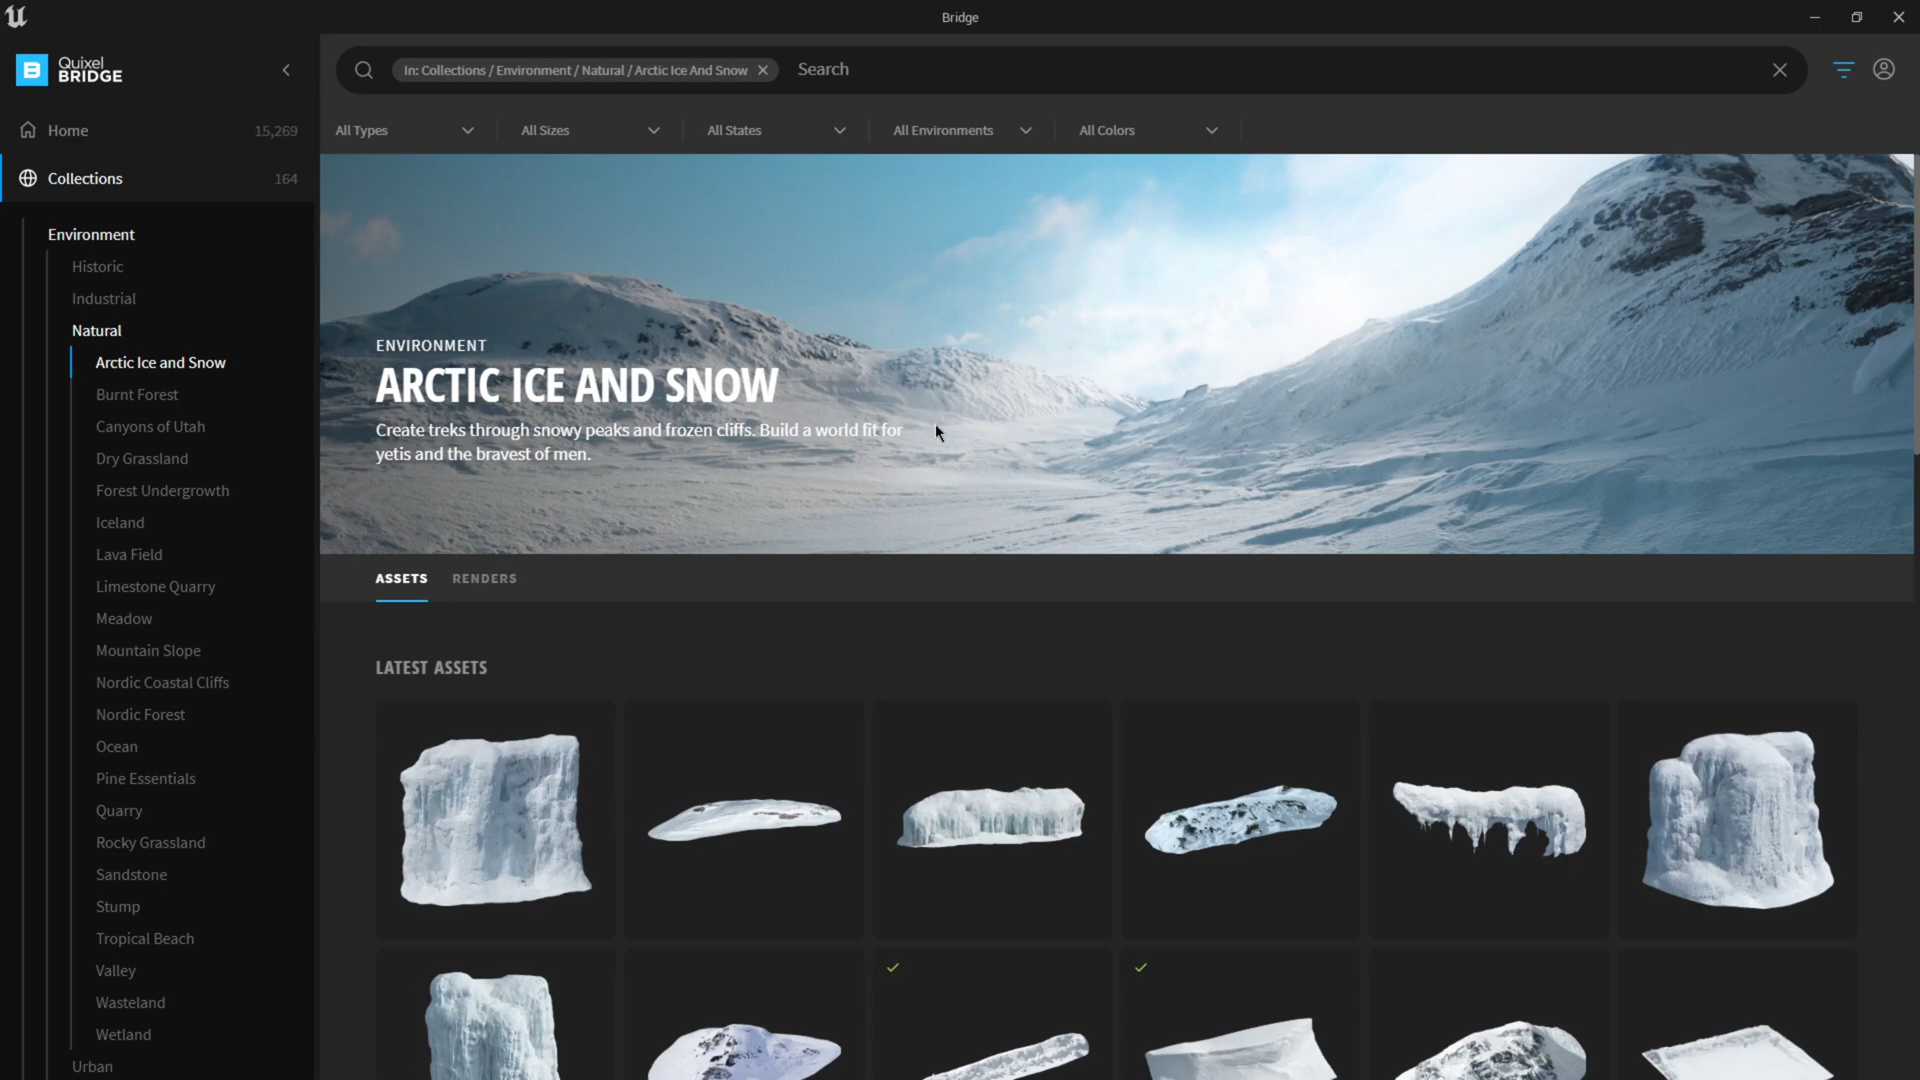 Bridge
Quixel
BRIDGE
In: Collections / Environment / Natural / Arctic Ice And Snow
Search
Home 15,269
All Types
All Sizes
All States
All Environments
All Colors
Collections 164
Environment
Historic
Industrial
Natural
Arctic Ice and Snow
Burnt Forest
Canyons of Utah
Dry Grassland
Forest Undergrowth
Iceland
Lava Field
Limestone Quarry
Meadow
Mountain Slope
Nordic Coastal Cliffs
Nordic Forest
Ocean
Pine Essentials
Quarry
Rocky Grassland
Sandstone
Stump
Tropical Beach
Valley
Wasteland
Wetland
Urban
ENVIRONMENT
ARCTIC ICE AND SNOW
Create treks through snowy peaks and frozen cliffs. Build a world fit for
yetis and the bravest of men.
ASSETS
RENDERS
LATEST ASSETS